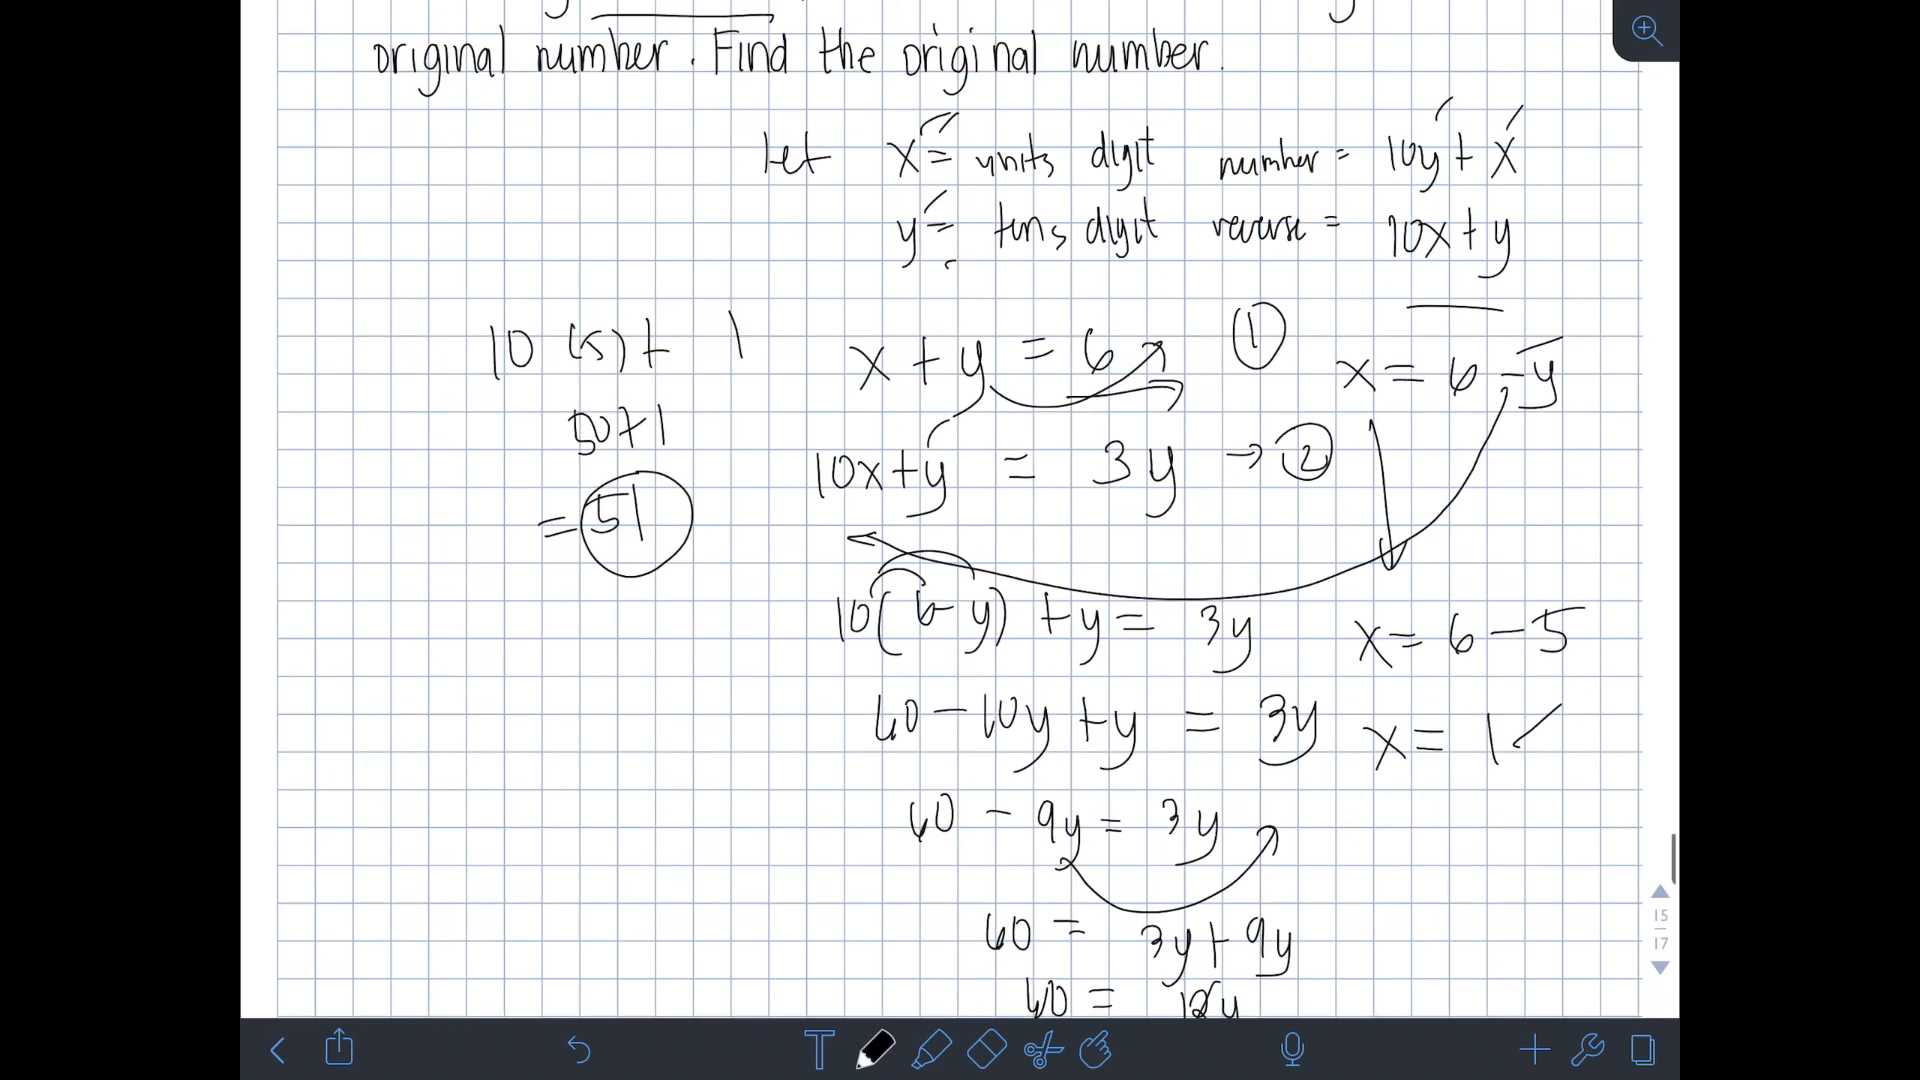 original number. Find the original number.
let x = units digit number = 10y + x
y = tens digit reverse = 10x + y
10 (5) + 1
50 + 1
= 51
x + y = 6 ①
10x + y = 3y → ②
10(6 - y) + y = 3y
60 - 10y + y = 3y
60 - 9y = 3y
60 = 3y + 9y
60 = 12y
x = 6 - y
x = 6 - 5
x = 1 ✓
15
17
T